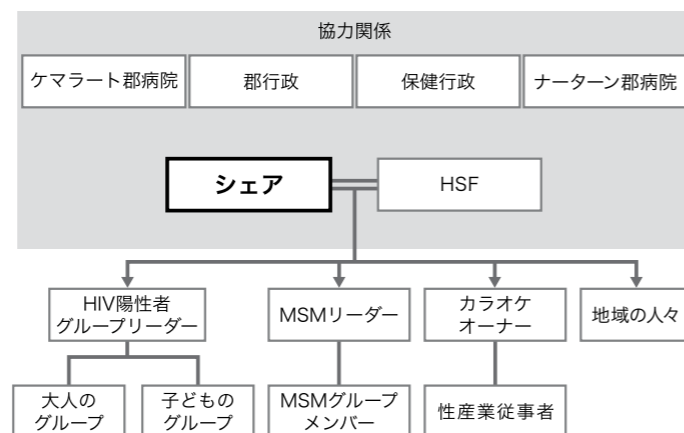 協力関係
ケマラート郡病院
郡行政
保健行政
ナーターン郡病院
シェア
HSF
HIV陽性者
グループリーダー
MSMリーダー
カラオケ
オーナー
地域の人々
大人の
グループ
子どもの
グループ
MSMグループ
メンバー
性産業従事者